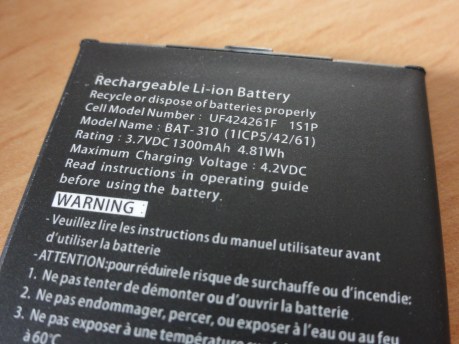 Rechargeable Li-ion Battery
Recycle or dispose of batteries properly
Cell Model Number : UF424261F 1S1P
Model Name : BAT-310 (1ICP5/42/61)
Rating : 3.7VDC 1300mAh 4.81Wh
Maximum Charging Voltage : 4.2VDC
Read instructions in operating guide
before using the battery.
WARNING :
- Veuillez lire les instructions du manuel utilisateur avant
d'utiliser la batterie
- ATTENTION:pour réduire le risque de surchauffe ou d'incendie:
1. Ne pas tenter de démonter ou d'ouvrir la batterie
2. Ne pas endommager, percer, ou exposer à l'eau ou au feu
3. Ne pas exposer à une température
à 60℃